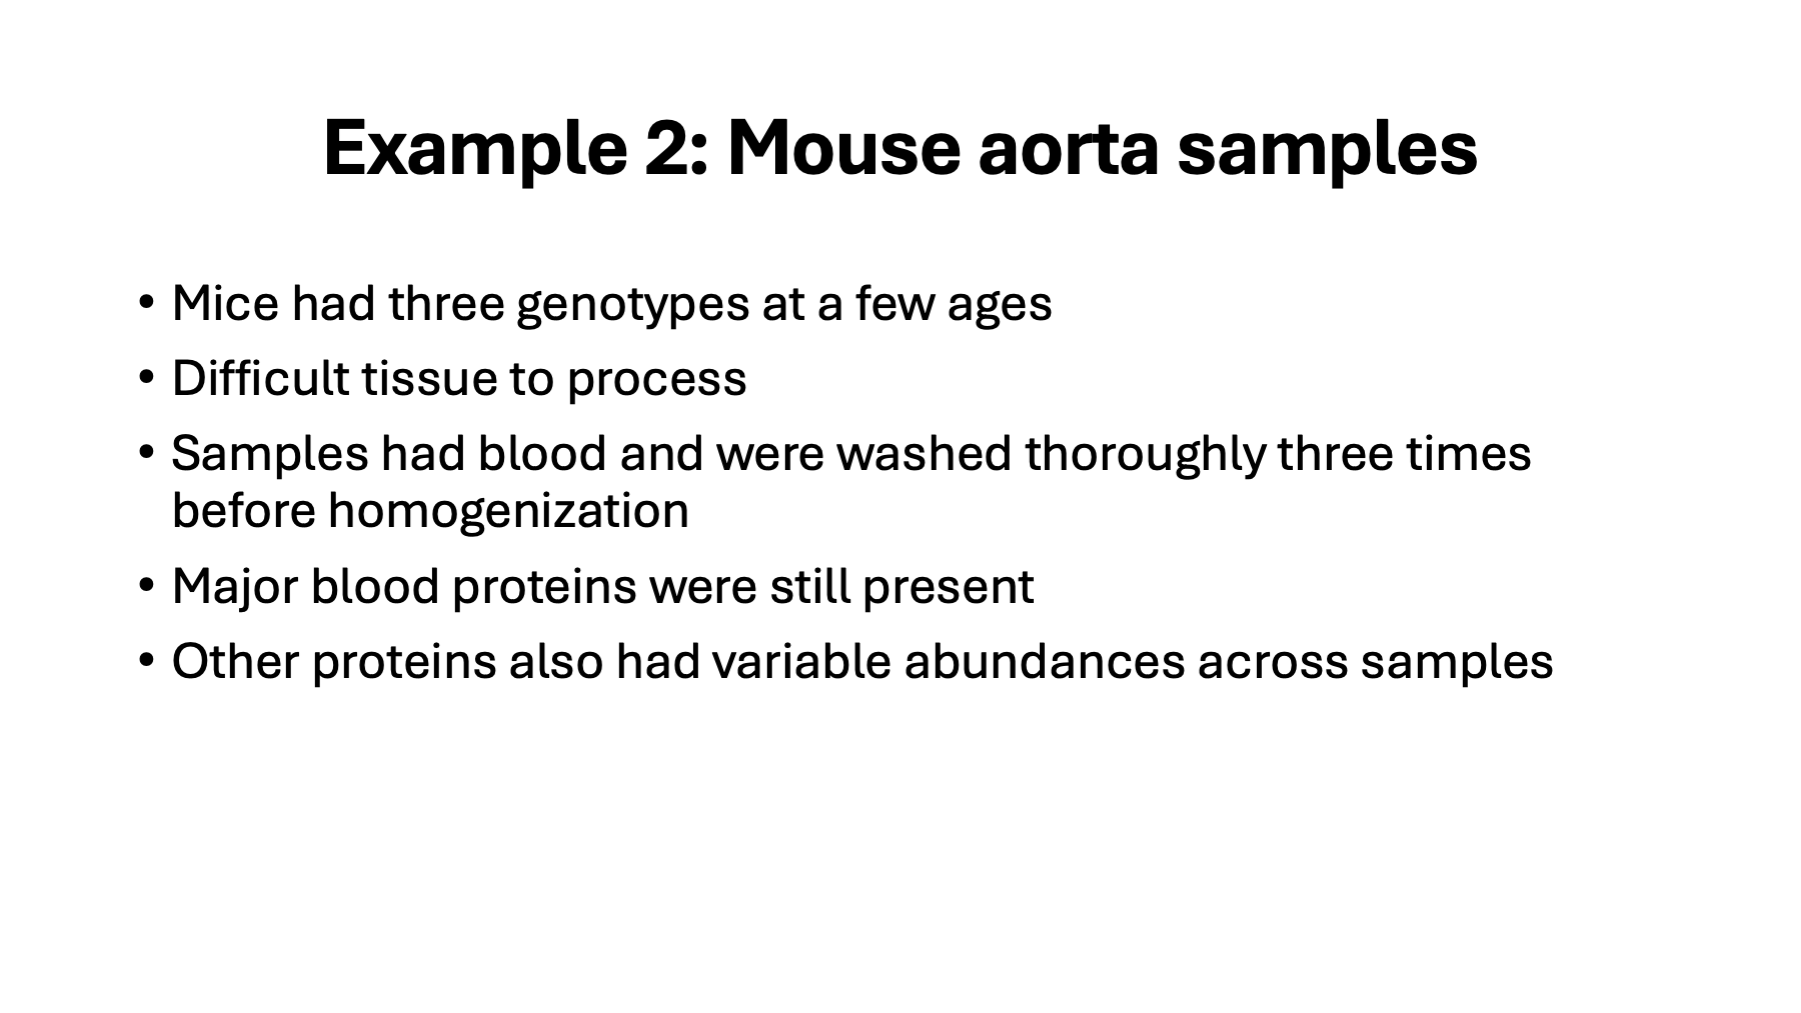 Example 2: Mouse aorta samples
• Mice had three genotypes at a few ages
• Difficult tissue to process
• Samples had blood and were washed thoroughly three times
before homogenization
• Major blood proteins were still present
• Other proteins also had variable abundances across samples